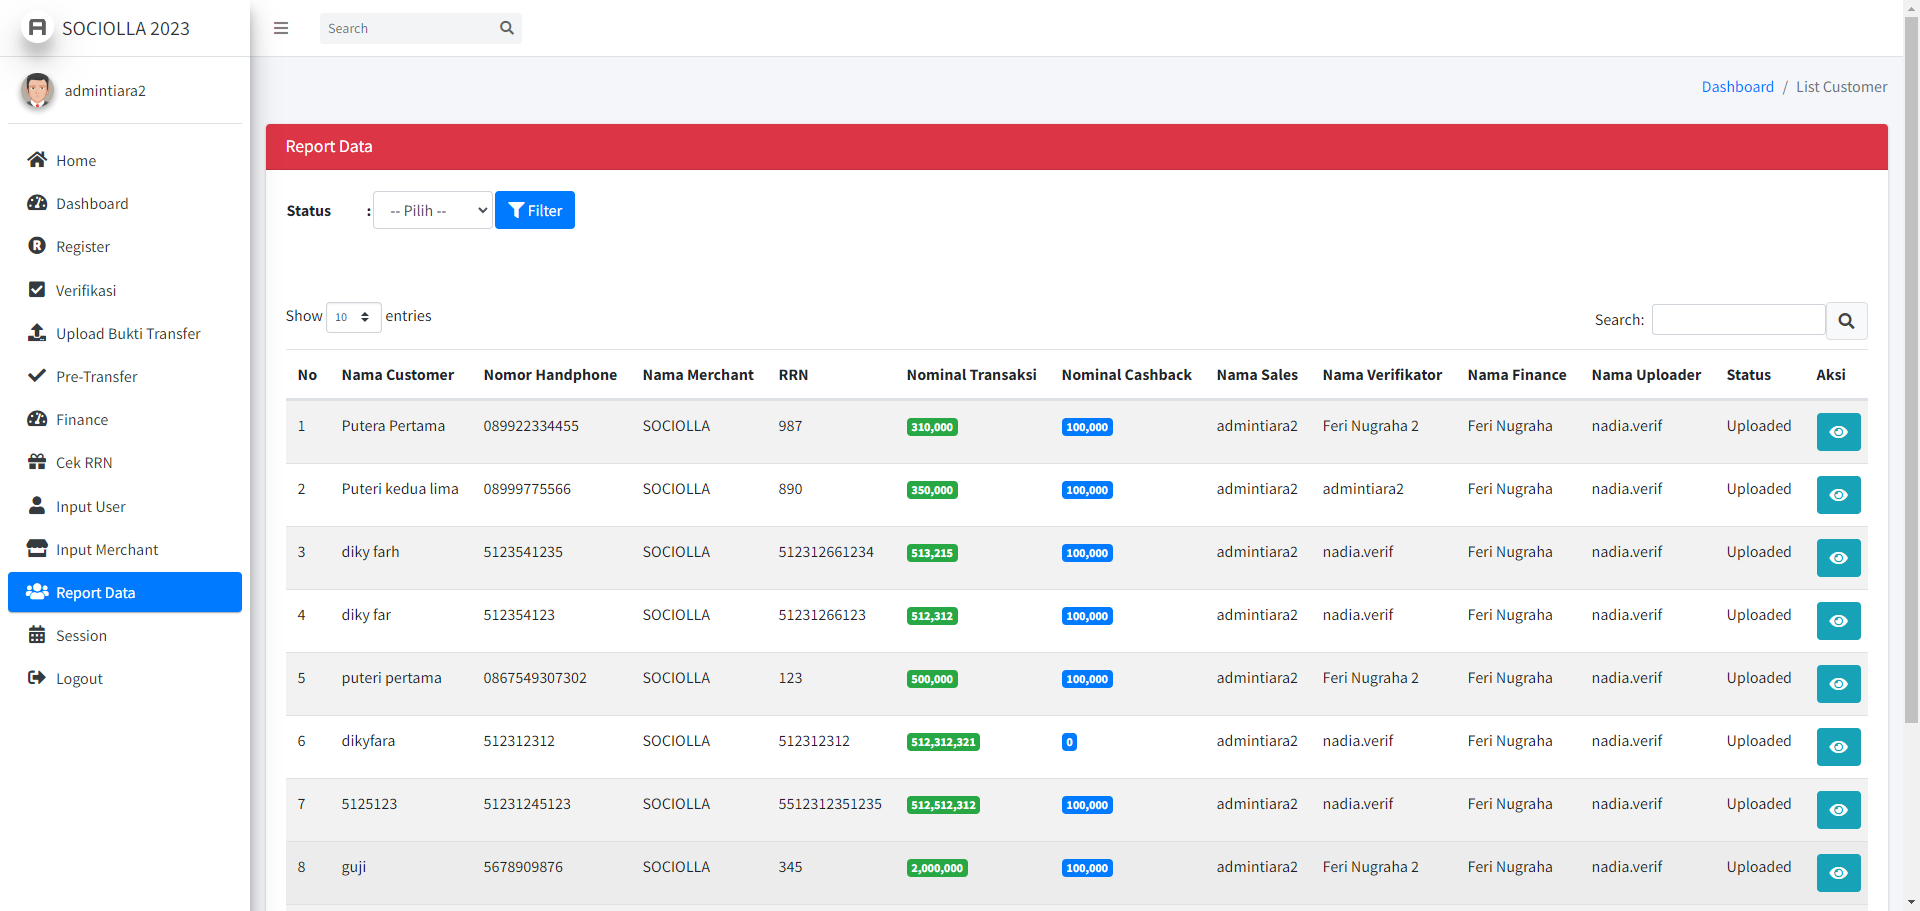 SOCIOLLA 2023
Search
admintiara2
Dashboard / List Customer
Home
Dashboard
Register
Verifikasi
Upload Bukti Transfer
Pre-Transfer
Finance
Cek RRN
Input User
Input Merchant
Report Data
Session
Logout
Report Data
Status : -- Pilih -- Filter
Show 10 entries Search:
No Nama Customer Nomor Handphone Nama Merchant RRN Nominal Transaksi Nominal Cashback Nama Sales Nama Verifikator Nama Finance Nama Uploader Status Aksi
1 Putera Pertama 089922334455 SOCIOLLA 987 310,000 100,000 admintiara2 Feri Nugraha 2 Feri Nugraha nadia.verif Uploaded
2 Puteri kedua lima 08999775566 SOCIOLLA 890 350,000 100,000 admintiara2 admintiara2 Feri Nugraha nadia.verif Uploaded
3 diky farh 5123541235 SOCIOLLA 512312661234 513,215 100,000 admintiara2 nadia.verif Feri Nugraha nadia.verif Uploaded
4 diky far 512354123 SOCIOLLA 51231266123 512,312 100,000 admintiara2 nadia.verif Feri Nugraha nadia.verif Uploaded
5 puteri pertama 0867549307302 SOCIOLLA 123 500,000 100,000 admintiara2 Feri Nugraha 2 Feri Nugraha nadia.verif Uploaded
6 dikyfara 512312312 SOCIOLLA 512312312 512,312,321 0 admintiara2 nadia.verif Feri Nugraha nadia.verif Uploaded
7 5125123 51231245123 SOCIOLLA 5512312351235 512,512,312 100,000 admintiara2 nadia.verif Feri Nugraha nadia.verif Uploaded
8 guji 5678909876 SOCIOLLA 345 2,000,000 100,000 admintiara2 Feri Nugraha 2 Feri Nugraha nadia.verif Uploaded